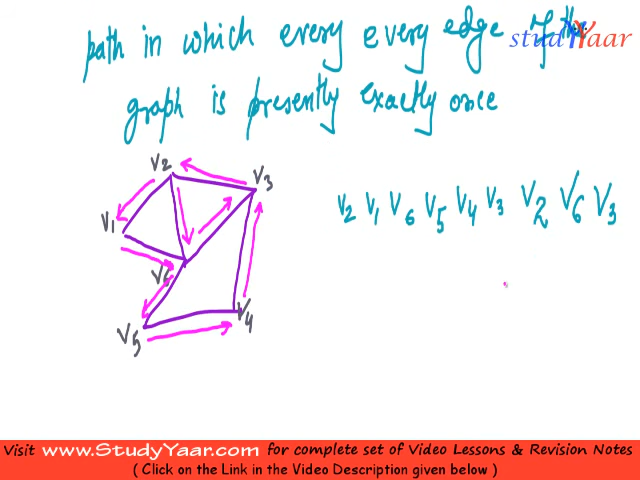 path in which every every edge of the
studyYaar
graph is presently exactly once
V2
V3
V2 V1 V6 V5 V4 V3 V2 V6 V3
V1
V6
V4
V5
Visit www.StudyYaar.com for complete set of Video Lessons & Revision Notes
( Click on the Link in the Video Description given below )